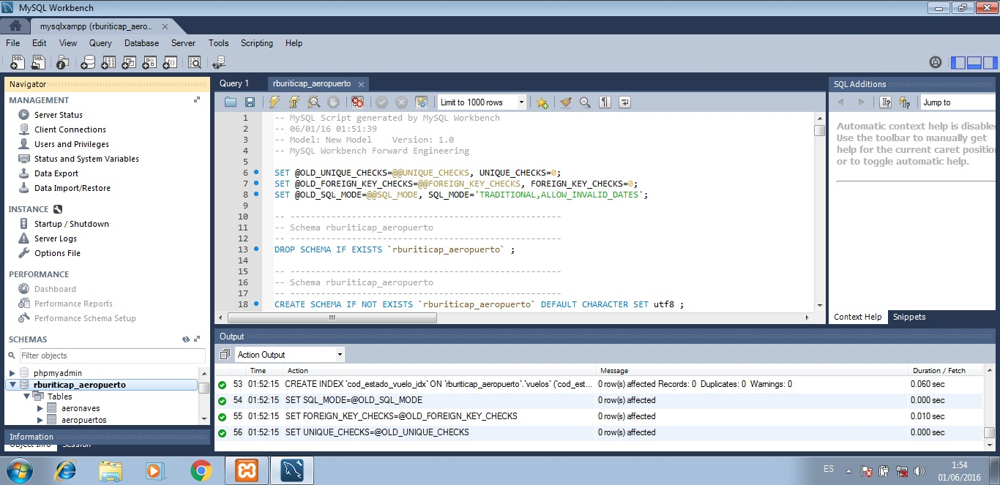 MySQL Workbench
mysqlxampp (rburiticap_aero...
File Edit View Query Database Server Tools Scripting Help
Navigator
MANAGEMENT
Server Status
Client Connections
Users and Privileges
Status and System Variables
Data Export
Data Import/Restore
INSTANCE
Startup / Shutdown
Server Logs
Options File
PERFORMANCE
Dashboard
Performance Reports
Performance Schema Setup
SCHEMAS
Filter objects
phpmyadmin
rburiticap_aeropuerto
Tables
aeronaves
aeropuertos
Information
Object Info Session
Query 1 rburiticap_aeropuerto
Limit to 1000 rows
1 -- MySQL Script generated by MySQL Workbench
2 -- 06/01/16 01:51:39
3 -- Model: New Model    Version: 1.0
4 -- MySQL Workbench Forward Engineering
5
6 SET @OLD_UNIQUE_CHECKS=@@UNIQUE_CHECKS, UNIQUE_CHECKS=0;
7 SET @OLD_FOREIGN_KEY_CHECKS=@@FOREIGN_KEY_CHECKS, FOREIGN_KEY_CHECKS=0;
8 SET @OLD_SQL_MODE=@@SQL_MODE, SQL_MODE='TRADITIONAL,ALLOW_INVALID_DATES';
9
10 -- -----------------------------------------------------
11 -- Schema rburiticap_aeropuerto
12 -- -----------------------------------------------------
13 DROP SCHEMA IF EXISTS `rburiticap_aeropuerto` ;
14
15 -- -----------------------------------------------------
16 -- Schema rburiticap_aeropuerto
17 -- -----------------------------------------------------
18 CREATE SCHEMA IF NOT EXISTS `rburiticap_aeropuerto` DEFAULT CHARACTER SET utf8 ;
SQL Additions
Jump to
Automatic context help is disabled
Use the toolbar to manually get
help for the current caret position
or to toggle automatic help.
Context Help Snippets
Output
Action Output
Time Action Message Duration / Fetch
53 01:52:15 CREATE INDEX `cod_estado_vuelo_idx` ON `rburiticap_aeropuerto`.`vuelos` (`cod_est... 0 row(s) affected Records: 0  Duplicates: 0  Warnings: 0 0.060 sec
54 01:52:15 SET SQL_MODE=@OLD_SQL_MODE 0 row(s) affected 0.000 sec
55 01:52:15 SET FOREIGN_KEY_CHECKS=@OLD_FOREIGN_KEY_CHECKS 0 row(s) affected 0.010 sec
56 01:52:15 SET UNIQUE_CHECKS=@OLD_UNIQUE_CHECKS 0 row(s) affected 0.000 sec
ES
1:54
01/06/2016